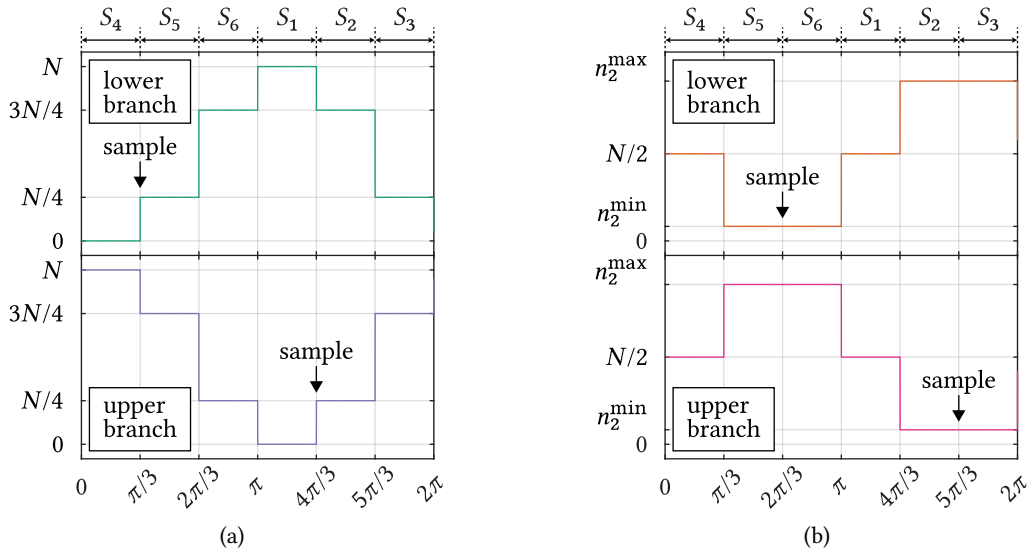 S₄ S₅ S₆ S₁ S₂ S₃
N
3N/4
N/4
0
lower
branch
sample
N
3N/4
N/4
0
upper
branch
sample
0 π/3 2π/3 π 4π/3 5π/3 2π
(a)
S₄ S₅ S₆ S₁ S₂ S₃
n₂ᵐᵃˣ
N/2
n₂ᵐⁱⁿ
0
lower
branch
sample
n₂ᵐᵃˣ
N/2
n₂ᵐⁱⁿ
0
upper
branch
sample
0 π/3 2π/3 π 4π/3 5π/3 2π
(b)